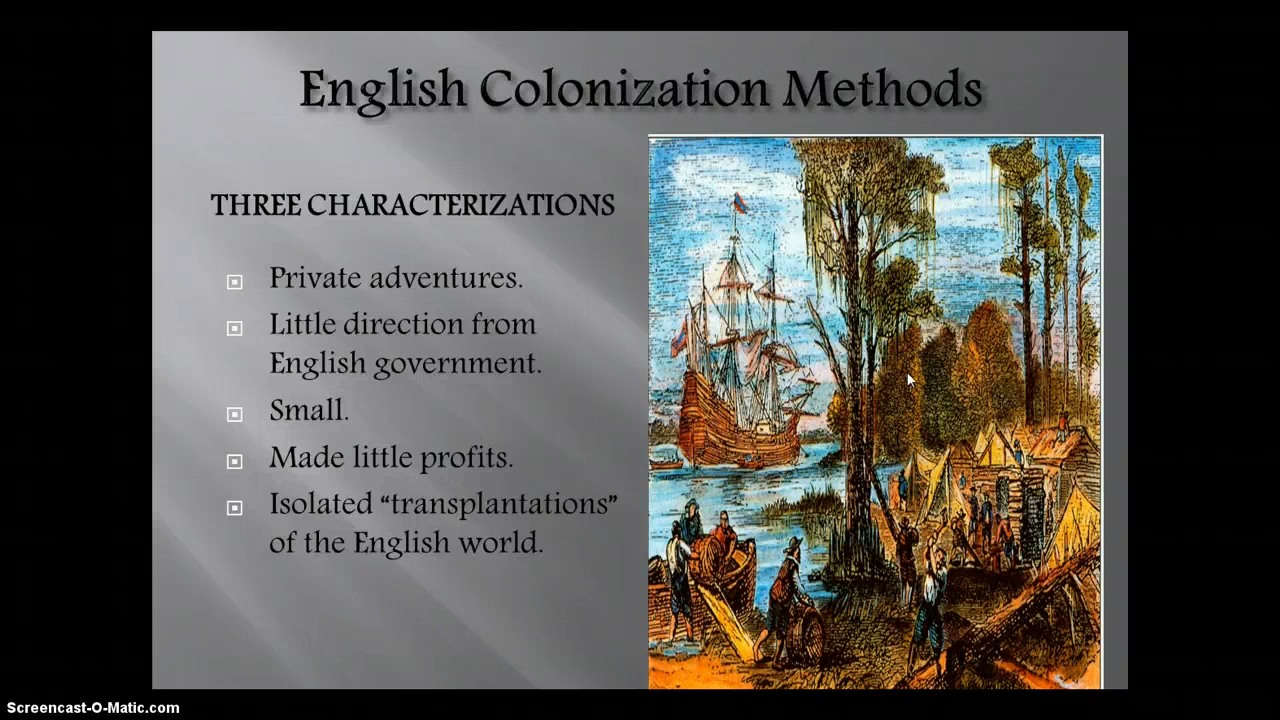 English Colonization Methods
THREE CHARACTERIZATIONS
Private adventures.
Little direction from
English government.
Small.
Made little profits.
Isolated “transplantations”
of the English world.
Screencast-O-Matic.com